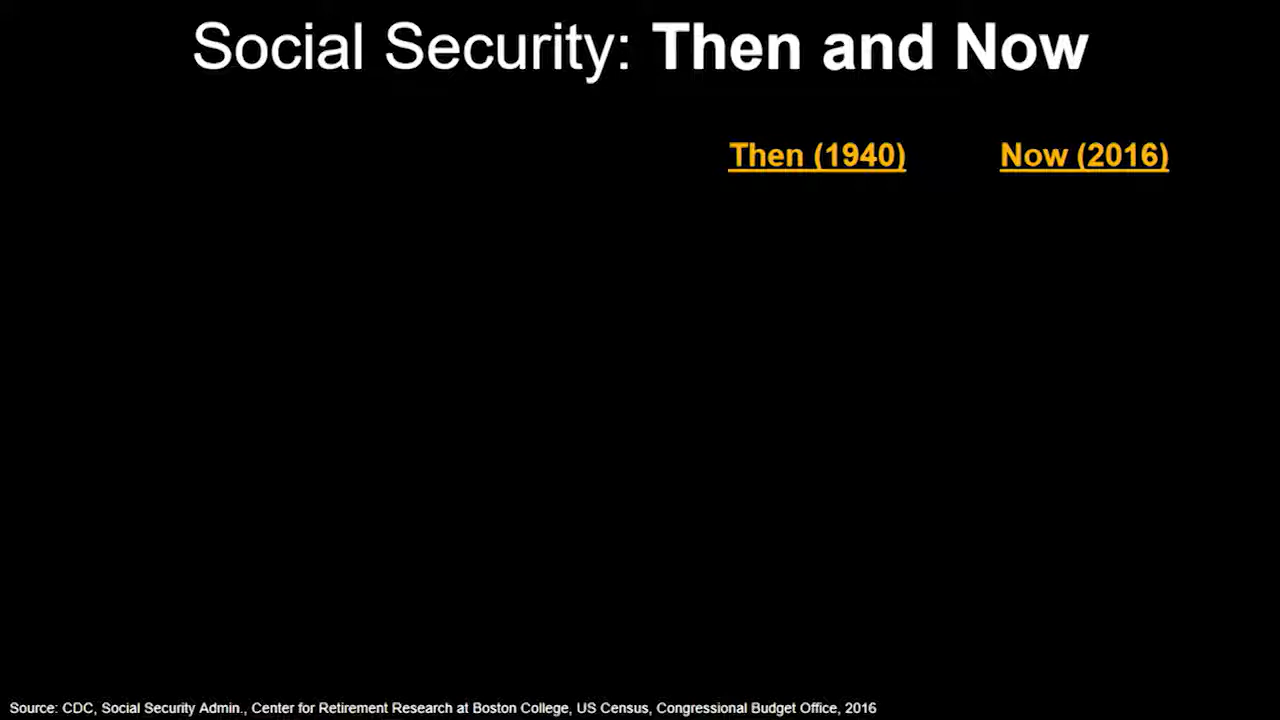 Social Security: Then and Now
Then (1940) Now (2016)
Source: CDC, Social Security Admin., Center for Retirement Research at Boston College, US Census, Congressional Budget Office, 2016